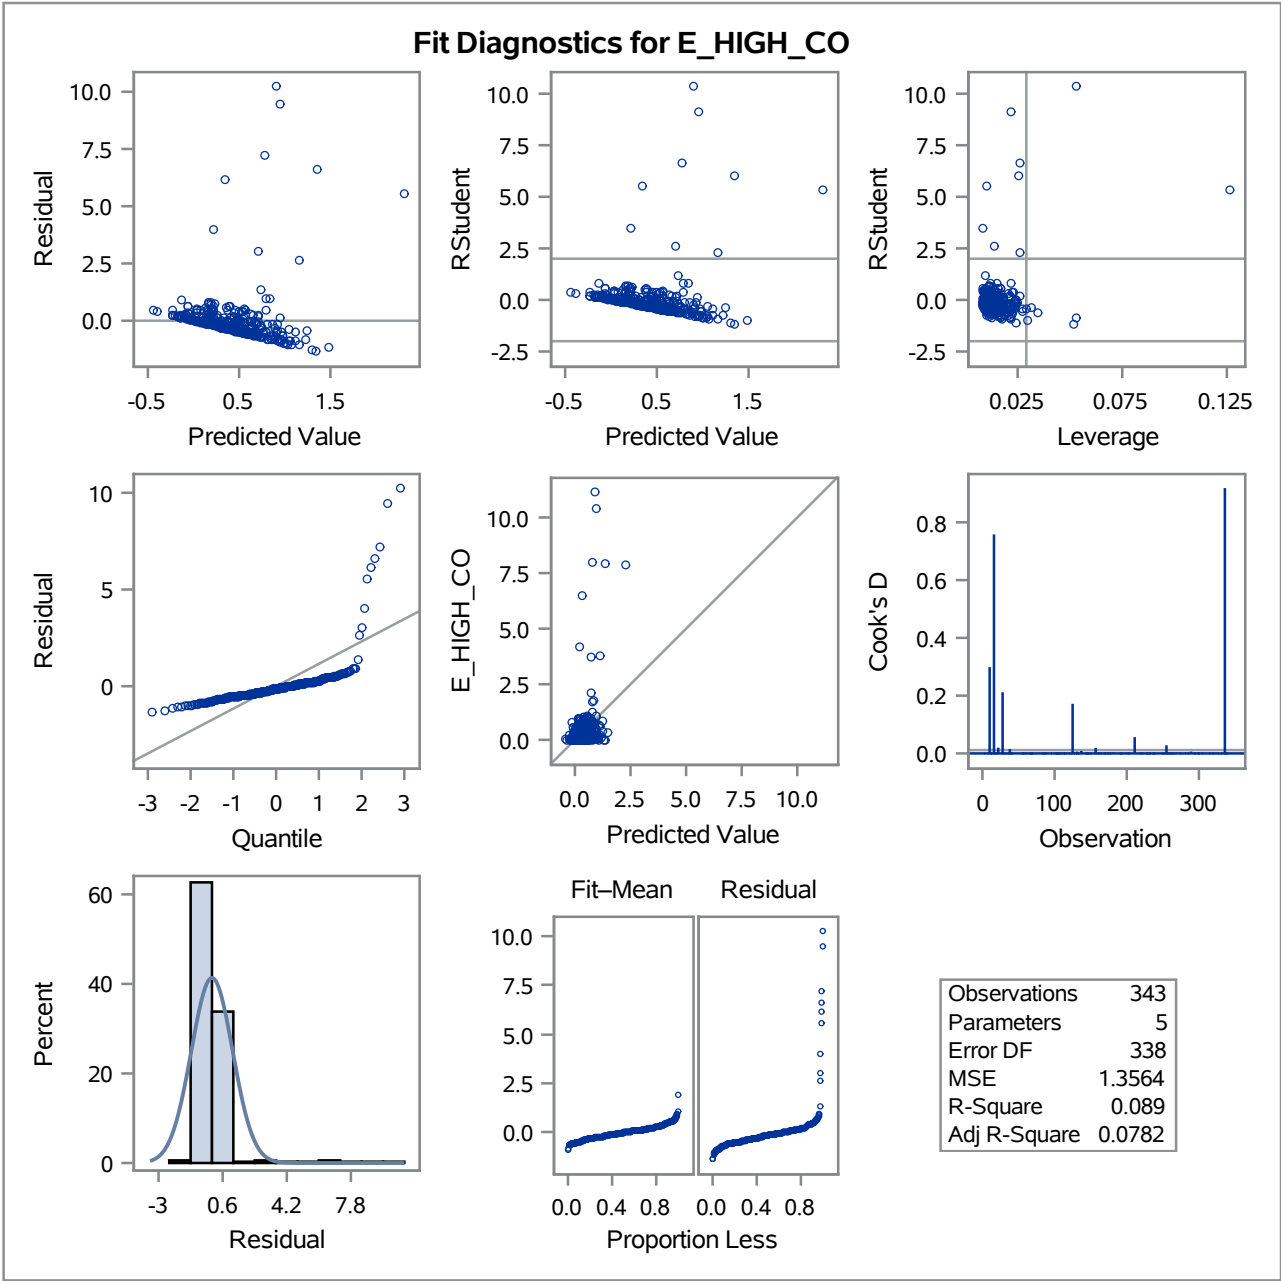 Fit Diagnostics for E_HIGH_CO
10.0
7.5
5.0
2.5
0.0
Residual
-0.5 0.5 1.5
Predicted Value
10.0
7.5
5.0
2.5
0.0
-2.5
RStudent
-0.5 0.5 1.5
Predicted Value
10.0
7.5
5.0
2.5
0.0
-2.5
RStudent
0.025 0.075 0.125
Leverage
10
5
0
Residual
-3 -2 -1 0 1 2 3
Quantile
10.0
7.5
5.0
2.5
0.0
E_HIGH_CO
0.0 2.5 5.0 7.5 10.0
Predicted Value
0.8
0.6
0.4
0.2
0.0
Cook's D
0 100 200 300
Observation
60
40
20
0
Percent
-3 0.6 4.2 7.8
Residual
Fit–Mean Residual
10.0
7.5
5.0
2.5
0.0
0.0 0.4 0.8 0.0 0.4 0.8
Proportion Less
Observations 343
Parameters 5
Error DF 338
MSE 1.3564
R-Square 0.089
Adj R-Square 0.0782